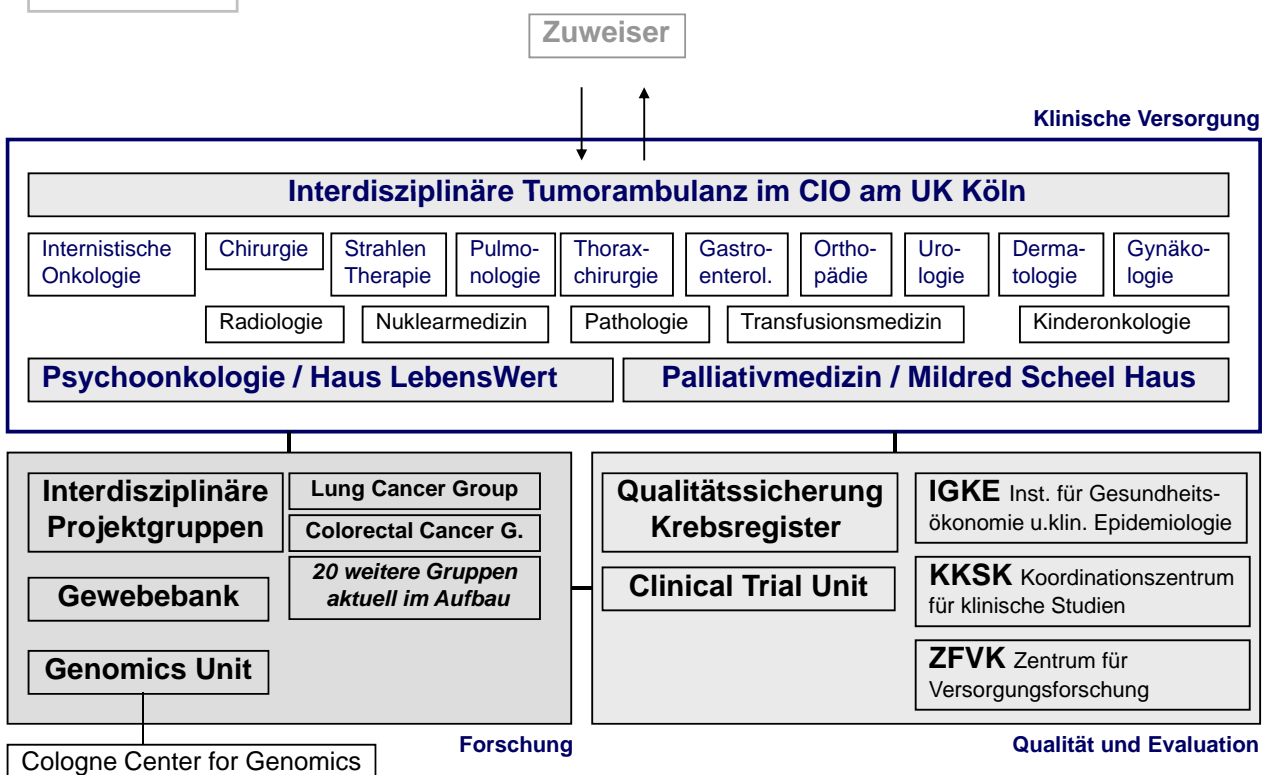 Zuweiser
Klinische Versorgung
Interdisziplinäre Tumorambulanz im CIO am UK Köln
Internistische
Onkologie
Chirurgie
Strahlen
Therapie
Pulmo-
nologie
Thorax-
chirurgie
Gastro-
enterol.
Ortho-
pädie
Uro-
logie
Derma-
tologie
Gynäko-
logie
Radiologie
Nuklearmedizin
Pathologie
Transfusionsmedizin
Kinderonkologie
Psychoonkologie / Haus LebensWert
Palliativmedizin / Mildred Scheel Haus
Interdisziplinäre
Projektgruppen
Lung Cancer Group
Colorectal Cancer G.
20 weitere Gruppen
aktuell im Aufbau
Gewebebank
Genomics Unit
Cologne Center for Genomics
Forschung
Qualitätssicherung
Krebsregister
Clinical Trial Unit
IGKE Inst. für Gesundheits-
ökonomie u.klin. Epidemiologie
KKSK Koordinationszentrum
für klinische Studien
ZFVK Zentrum für
Versorgungsforschung
Qualität und Evaluation